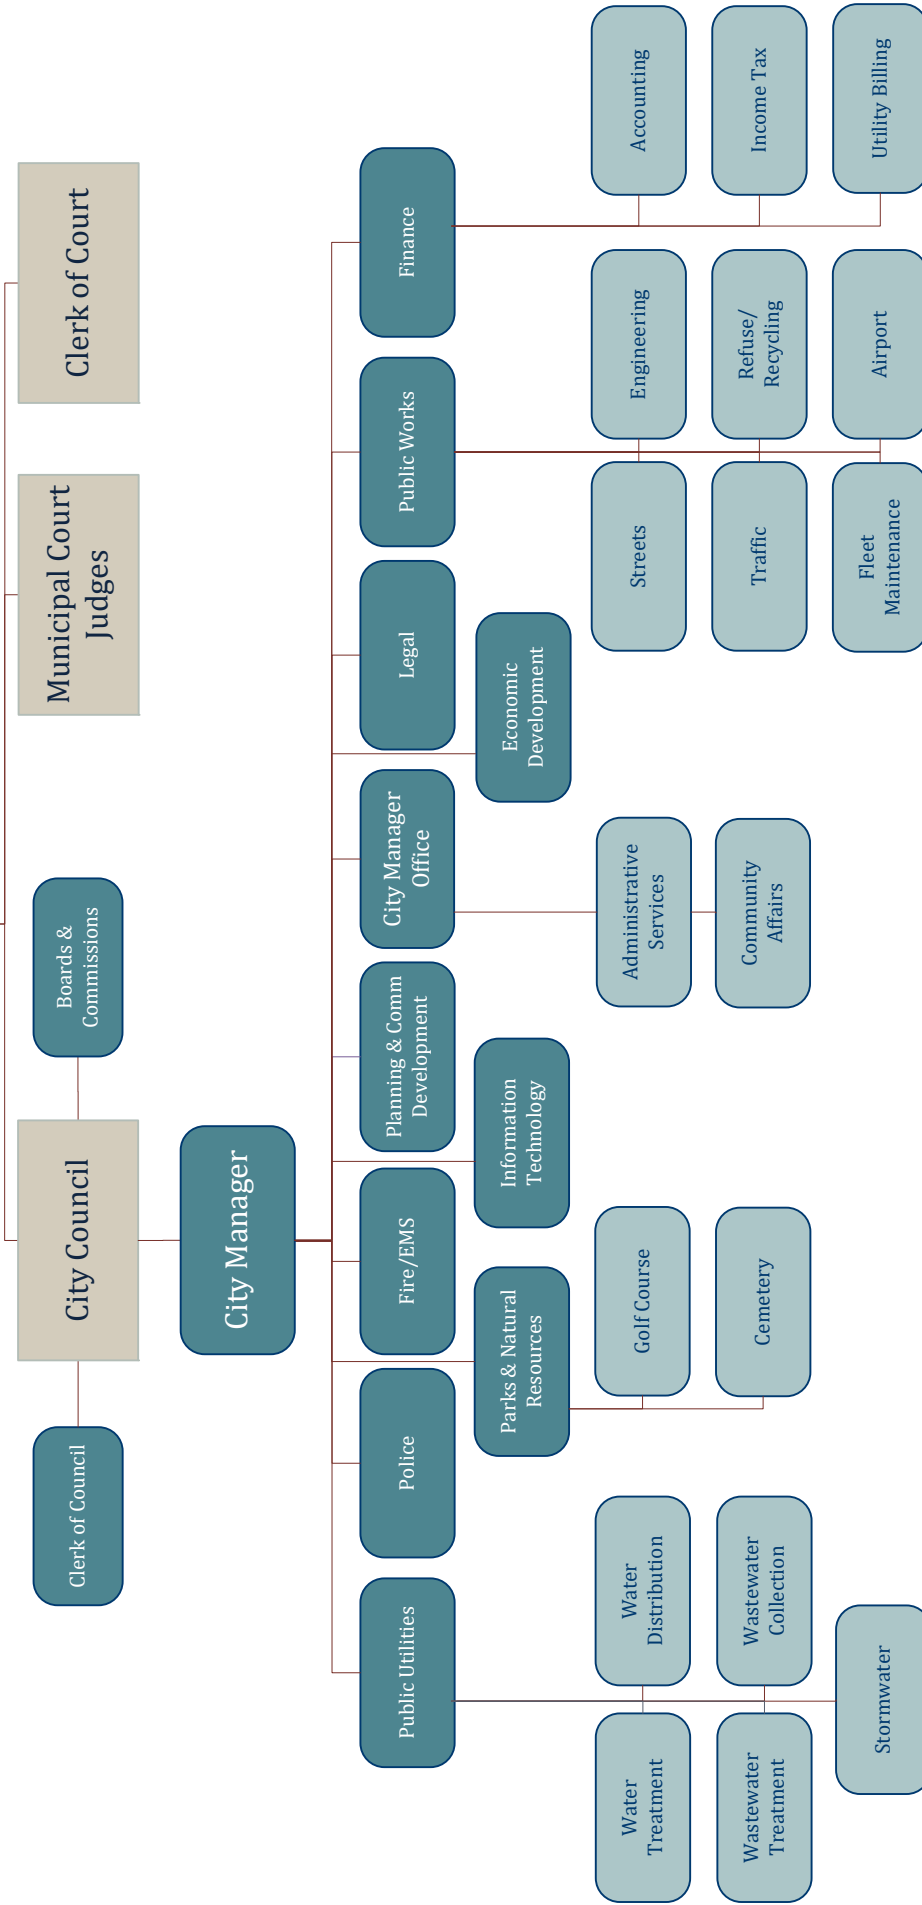 City Council
Municipal Court
Judges
Clerk of Court
Clerk of Council
Boards &
Commissions
City Manager
Public Utilities
Police
Fire/EMS
Planning & Comm
Development
City Manager
Office
Legal
Public Works
Finance
Parks & Natural
Resources
Information
Technology
Economic
Development
Water
Treatment
Water
Distribution
Wastewater
Treatment
Wastewater
Collection
Stormwater
Golf Course
Cemetery
Administrative
Services
Community
Affairs
Streets
Engineering
Traffic
Refuse/
Recycling
Fleet
Maintenance
Airport
Accounting
Income Tax
Utility Billing